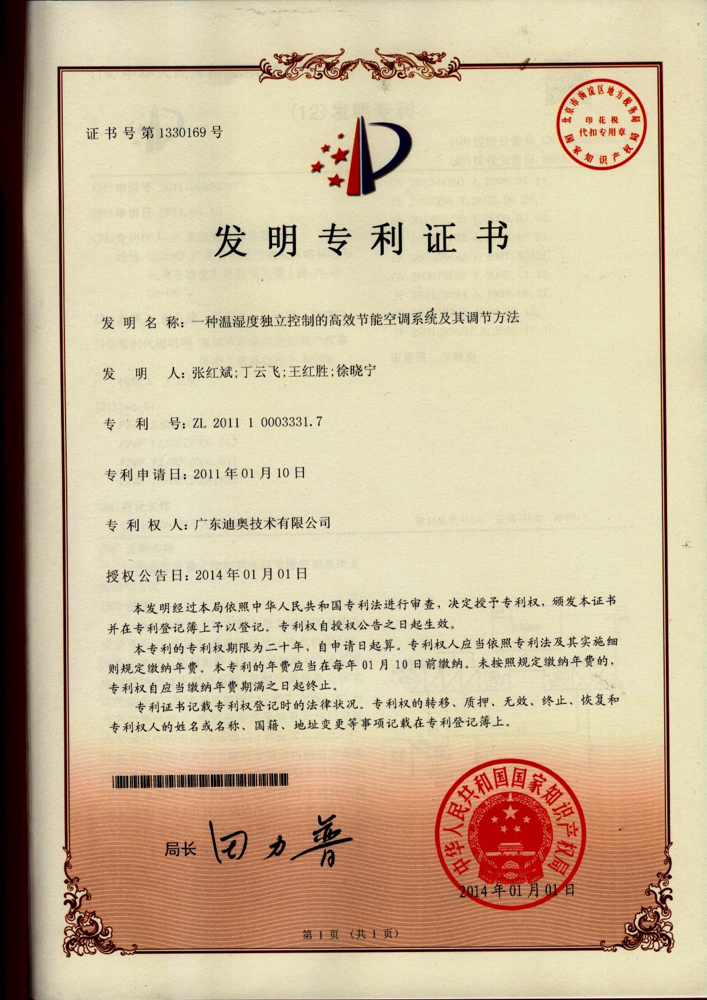 证书号第1330169号
北京市海淀区地方税务局
印花税
代扣专用章
国家知识产权局
发明专利证书
发明名称：一种温湿度独立控制的高效节能空调系统及其调节方法
发明人：张红斌;丁云飞;王红胜;徐晓宁
专利号：ZL 2011 1 0003331.7
专利申请日：2011年01月10日
专利权人：广东迪奥技术有限公司
授权公告日：2014年01月01日
本发明经过本局依照中华人民共和国专利法进行审查，决定授予专利权，颁发本证书
并在专利登记簿上予以登记。专利权自授权公告之日起生效。
本专利的专利权期限为二十年，自申请日起算。专利权人应当依照专利法及其实施细
则规定缴纳年费。本专利的年费应当在每年01月10日前缴纳。未按照规定缴纳年费的，
专利权自应当缴纳年费期满之日起终止。
专利证书记载专利权登记时的法律状况。专利权的转移、质押、无效、终止、恢复和
专利权人的姓名或名称、国籍、地址变更等事项记载在专利登记簿上。
中华人民共和国国家知识产权局
局长 田力普
2014年01月01日
第1页（共1页）